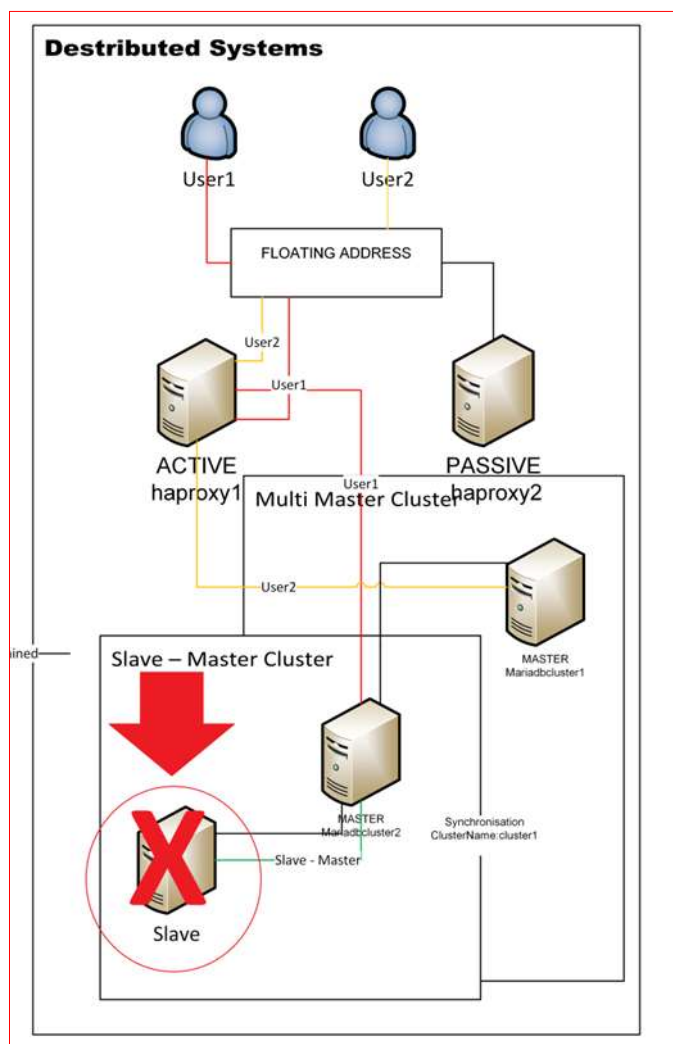 Destributed Systems
User1
User2
FLOATING ADDRESS
User2
User1
ACTIVE
haproxy1
PASSIVE
haproxy2
User1
Multi Master Cluster
User2
MASTER
Mariadbcluster1
ined
Slave – Master Cluster
MASTER
Mariadbcluster2
Synchronisation
ClusterName:cluster1
Slave - Master
X
Slave